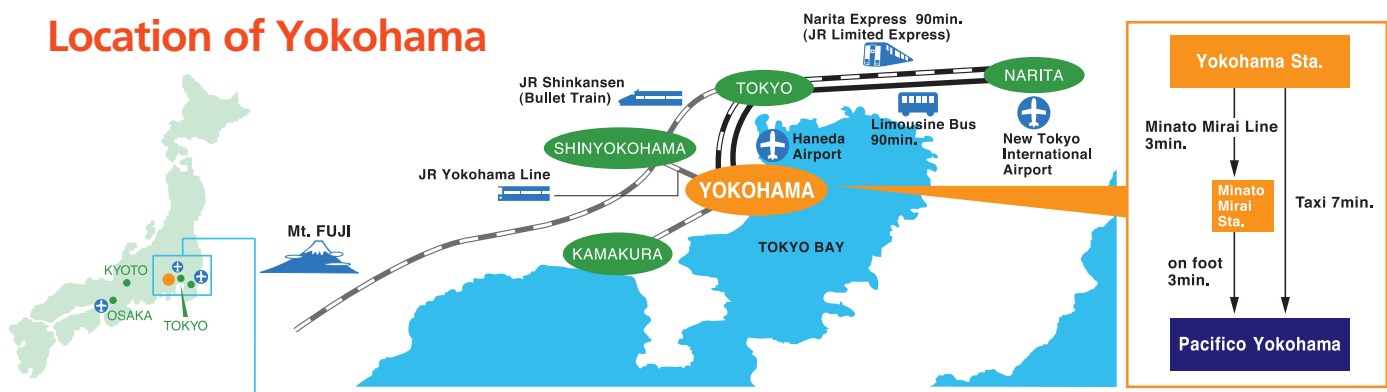 Location of Yokohama
KYOTO
OSAKA
TOKYO
Mt. FUJI
JR Shinkansen
(Bullet Train)
SHINYOKOHAMA
JR Yokohama Line
KAMAKURA
YOKOHAMA
TOKYO
Narita Express 90min.
(JR Limited Express)
NARITA
Limousine Bus
90min.
Haneda
Airport
New Tokyo
International
Airport
TOKYO BAY
Yokohama Sta.
Minato Mirai Line
3min.
Minato
Mirai
Sta.
Taxi 7min.
on foot
3min.
Pacifico Yokohama